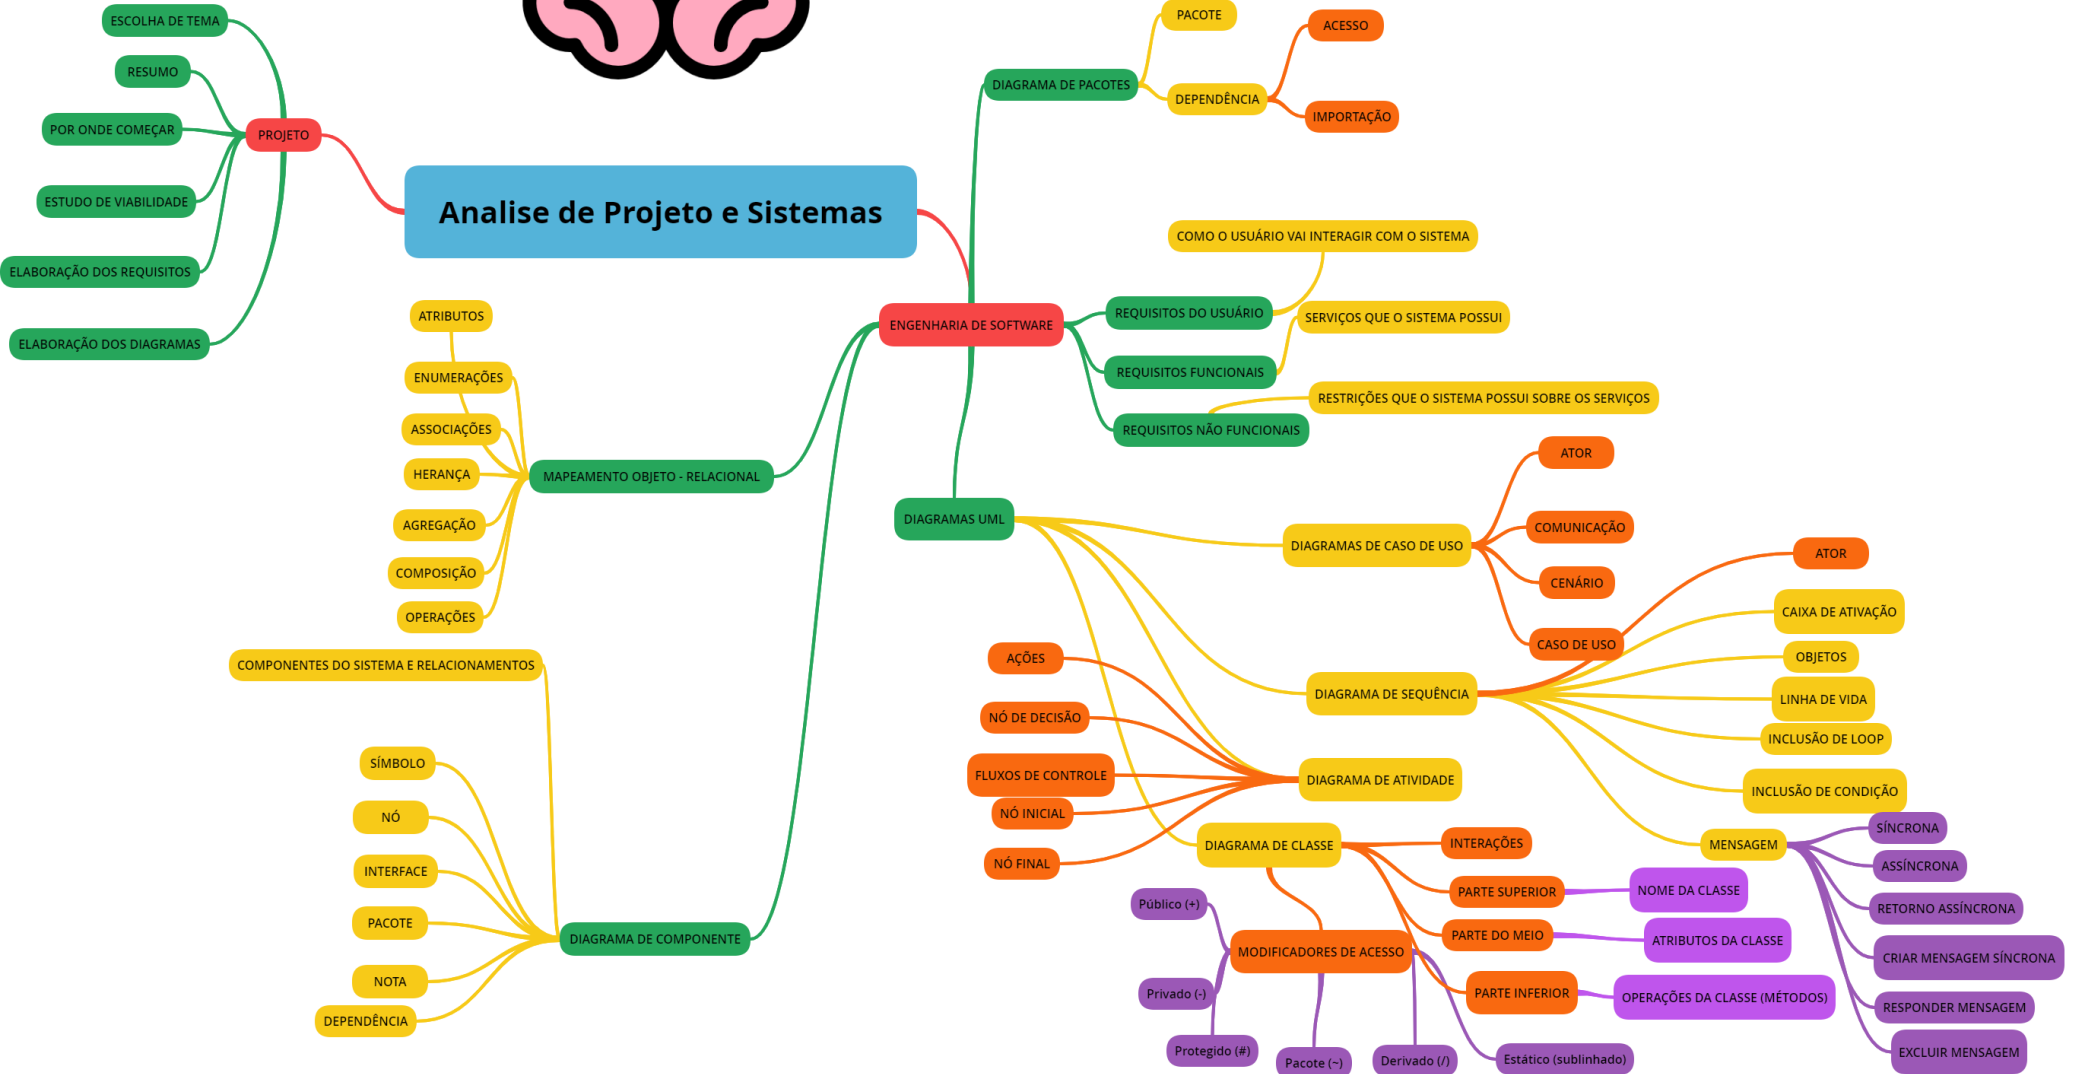 Analise de Projeto e Sistemas
PROJETO
ESCOLHA DE TEMA
RESUMO
POR ONDE COMEÇAR
ESTUDO DE VIABILIDADE
ELABORAÇÃO DOS REQUISITOS
ELABORAÇÃO DOS DIAGRAMAS
ENGENHARIA DE SOFTWARE
DIAGRAMA DE PACOTES
PACOTE
DEPENDÊNCIA
ACESSO
IMPORTAÇÃO
REQUISITOS DO USUÁRIO
COMO O USUÁRIO VAI INTERAGIR COM O SISTEMA
REQUISITOS FUNCIONAIS
SERVIÇOS QUE O SISTEMA POSSUI
REQUISITOS NÃO FUNCIONAIS
RESTRIÇÕES QUE O SISTEMA POSSUI SOBRE OS SERVIÇOS
MAPEAMENTO OBJETO - RELACIONAL
ATRIBUTOS
ENUMERAÇÕES
ASSOCIAÇÕES
HERANÇA
AGREGAÇÃO
COMPOSIÇÃO
OPERAÇÕES
DIAGRAMA DE COMPONENTE
COMPONENTES DO SISTEMA E RELACIONAMENTOS
SÍMBOLO
NÓ
INTERFACE
PACOTE
NOTA
DEPENDÊNCIA
DIAGRAMAS UML
DIAGRAMAS DE CASO DE USO
ATOR
COMUNICAÇÃO
CENÁRIO
CASO DE USO
DIAGRAMA DE SEQUÊNCIA
ATOR
CAIXA DE ATIVAÇÃO
OBJETOS
LINHA DE VIDA
INCLUSÃO DE LOOP
INCLUSÃO DE CONDIÇÃO
MENSAGEM
SÍNCRONA
ASSÍNCRONA
RETORNO ASSÍNCRONA
CRIAR MENSAGEM SÍNCRONA
RESPONDER MENSAGEM
EXCLUIR MENSAGEM
DIAGRAMA DE ATIVIDADE
AÇÕES
NÓ DE DECISÃO
FLUXOS DE CONTROLE
NÓ INICIAL
NÓ FINAL
DIAGRAMA DE CLASSE
INTERAÇÕES
PARTE SUPERIOR
NOME DA CLASSE
PARTE DO MEIO
ATRIBUTOS DA CLASSE
PARTE INFERIOR
OPERAÇÕES DA CLASSE (MÉTODOS)
MODIFICADORES DE ACESSO
Público (+)
Privado (-)
Protegido (#)
Pacote (~)
Derivado (/)
Estático (sublinhado)